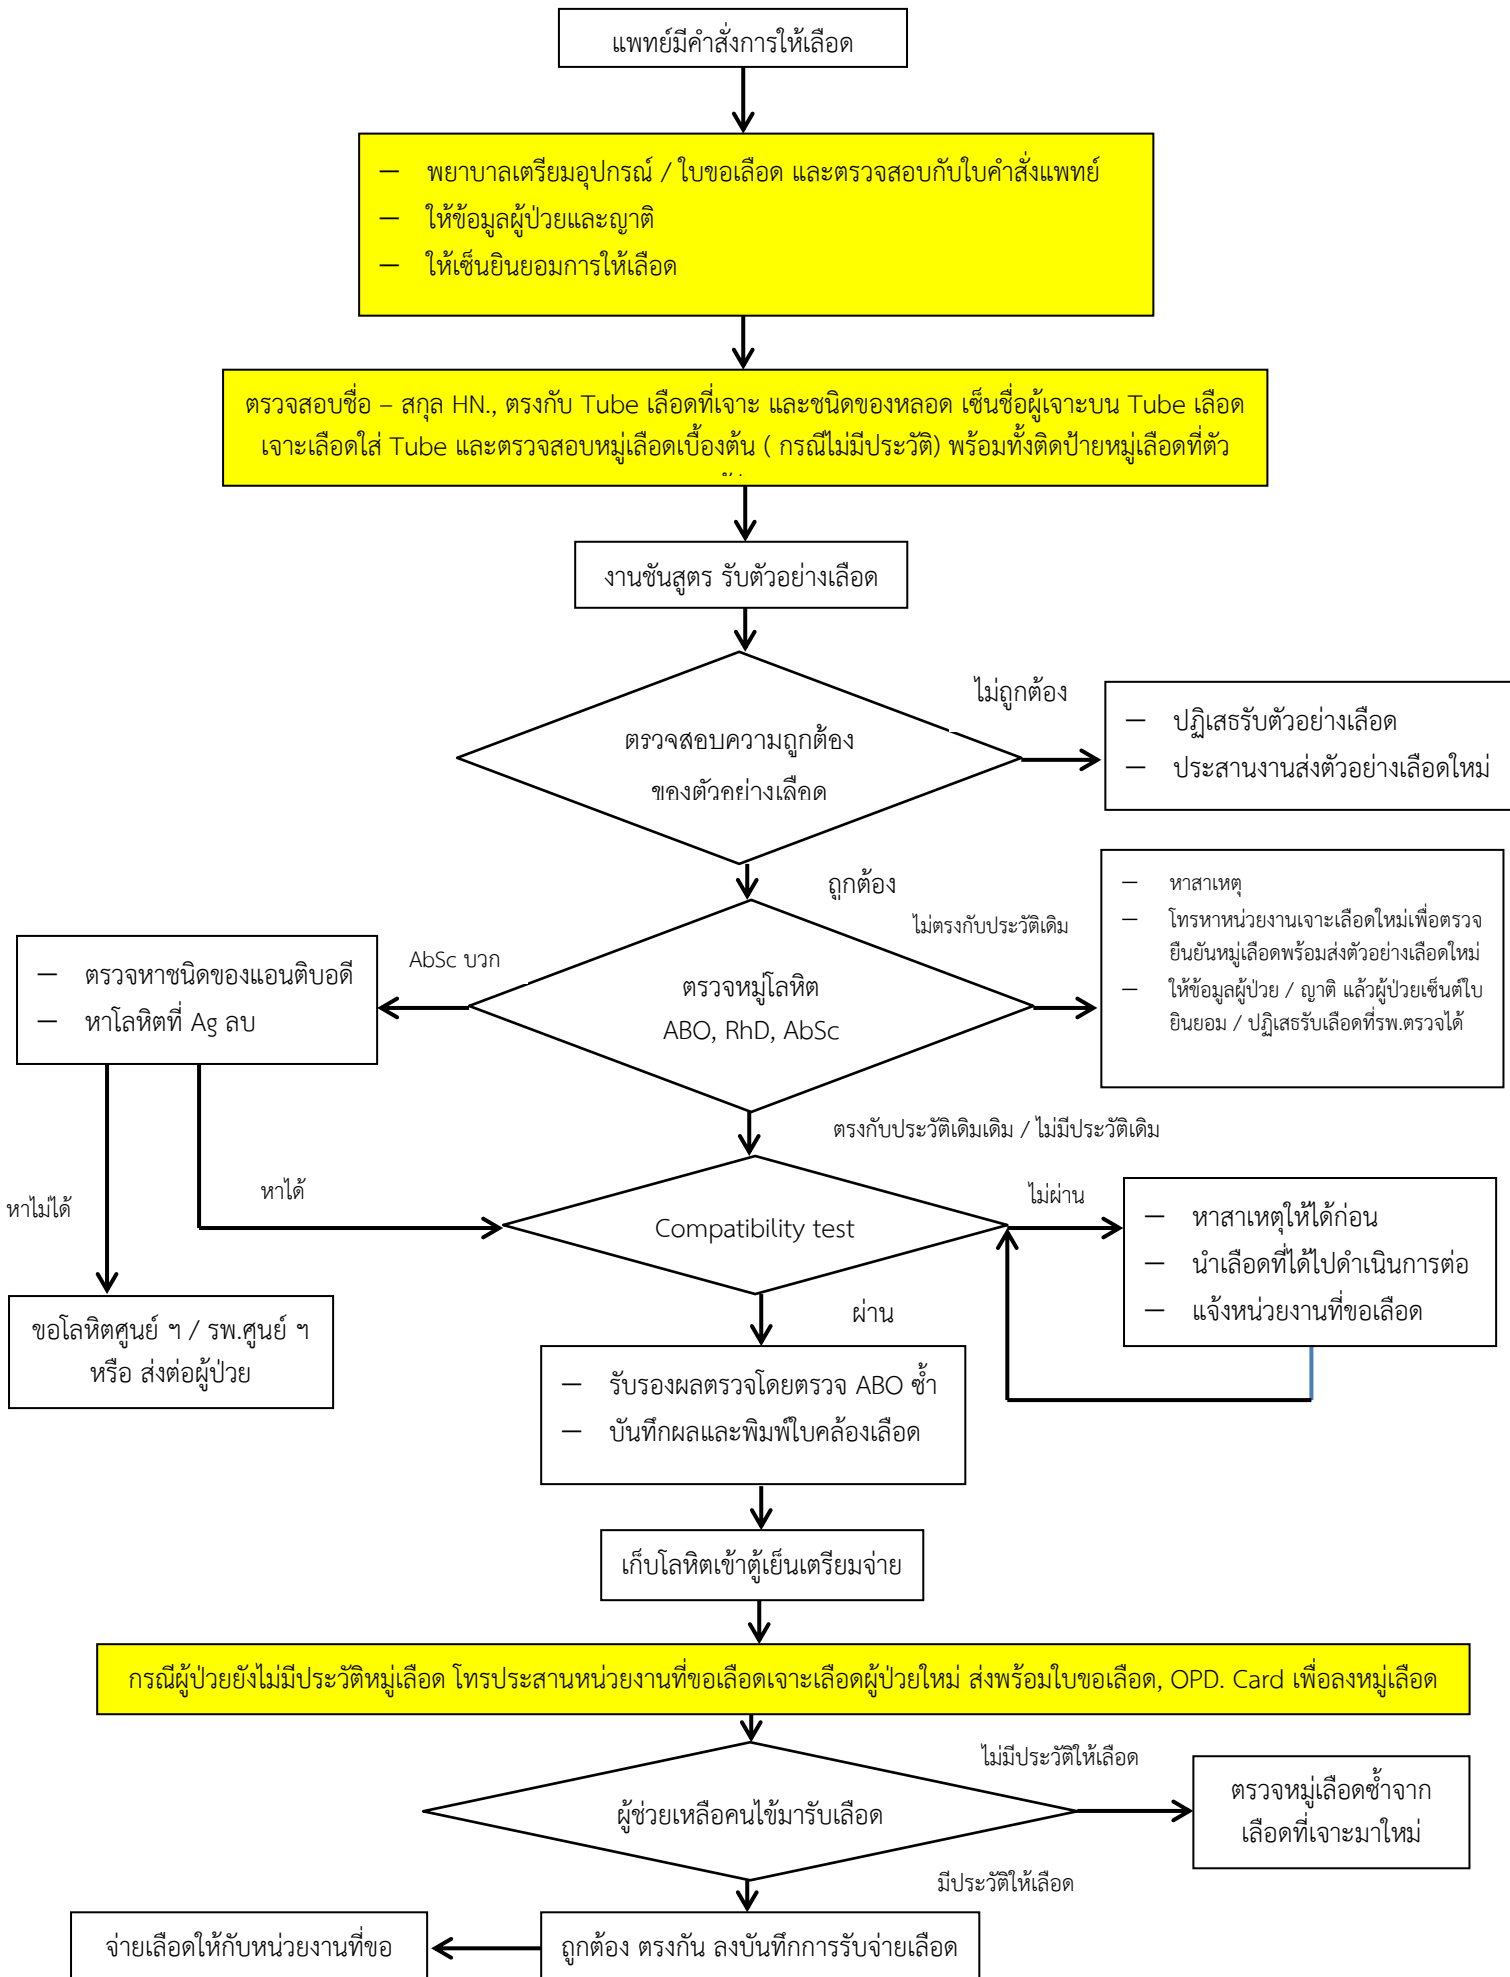 แพทย์มีคำสั่งการให้เลือด
— พยาบาลเตรียมอุปกรณ์ / ใบขอเลือด และตรวจสอบกับใบคำสั่งแพทย์
— ให้ข้อมูลผู้ป่วยและญาติ
— ให้เซ็นยินยอมการให้เลือด
ตรวจสอบชื่อ – สกุล HN., ตรงกับ Tube เลือดที่เจาะ และชนิดของหลอด เซ็นชื่อผู้เจาะบน Tube เลือด
เจาะเลือดใส่ Tube และตรวจสอบหมู่เลือดเบื้องต้น ( กรณีไม่มีประวัติ) พร้อมทั้งติดป้ายหมู่เลือดที่ตัว
งานชันสูตร รับตัวอย่างเลือด
ตรวจสอบความถูกต้อง
ของตัวอย่างเลือด
ไม่ถูกต้อง
— ปฏิเสธรับตัวอย่างเลือด
— ประสานงานส่งตัวอย่างเลือดใหม่
ถูกต้อง
ไม่ตรงกับประวัติเดิม
— หาสาเหตุ
— โทรหาหน่วยงานเจาะเลือดใหม่เพื่อตรวจ
ยืนยันหมู่เลือดพร้อมส่งตัวอย่างเลือดใหม่
— ให้ข้อมูลผู้ป่วย / ญาติ แล้วผู้ป่วยเซ็นต์ใบ
ยินยอม / ปฏิเสธรับเลือดที่รพ.ตรวจได้
AbSc บวก
— ตรวจหาชนิดของแอนติบอดี
— หาโลหิตที่ Ag ลบ
ตรวจหมู่โลหิต
ABO, RhD, AbSc
ตรงกับประวัติเดิมเดิม / ไม่มีประวัติเดิม
หาไม่ได้
หาได้
Compatibility test
ไม่ผ่าน
— หาสาเหตุให้ได้ก่อน
— นำเลือดที่ได้ไปดำเนินการต่อ
— แจ้งหน่วยงานที่ขอเลือด
ขอโลหิตศูนย์ ฯ / รพ.ศูนย์ ฯ
หรือ ส่งต่อผู้ป่วย
ผ่าน
— รับรองผลตรวจโดยตรวจ ABO ซ้ำ
— บันทึกผลและพิมพ์ใบคล้องเลือด
เก็บโลหิตเข้าตู้เย็นเตรียมจ่าย
กรณีผู้ป่วยยังไม่มีประวัติหมู่เลือด โทรประสานหน่วยงานที่ขอเลือดเจาะเลือดผู้ป่วยใหม่ ส่งพร้อมใบขอเลือด, OPD. Card เพื่อลงหมู่เลือด
ไม่มีประวัติให้เลือด
ผู้ช่วยเหลือคนไข้มารับเลือด
ตรวจหมู่เลือดซ้ำจาก
เลือดที่เจาะมาใหม่
มีประวัติให้เลือด
จ่ายเลือดให้กับหน่วยงานที่ขอ
ถูกต้อง ตรงกัน ลงบันทึกการรับจ่ายเลือด